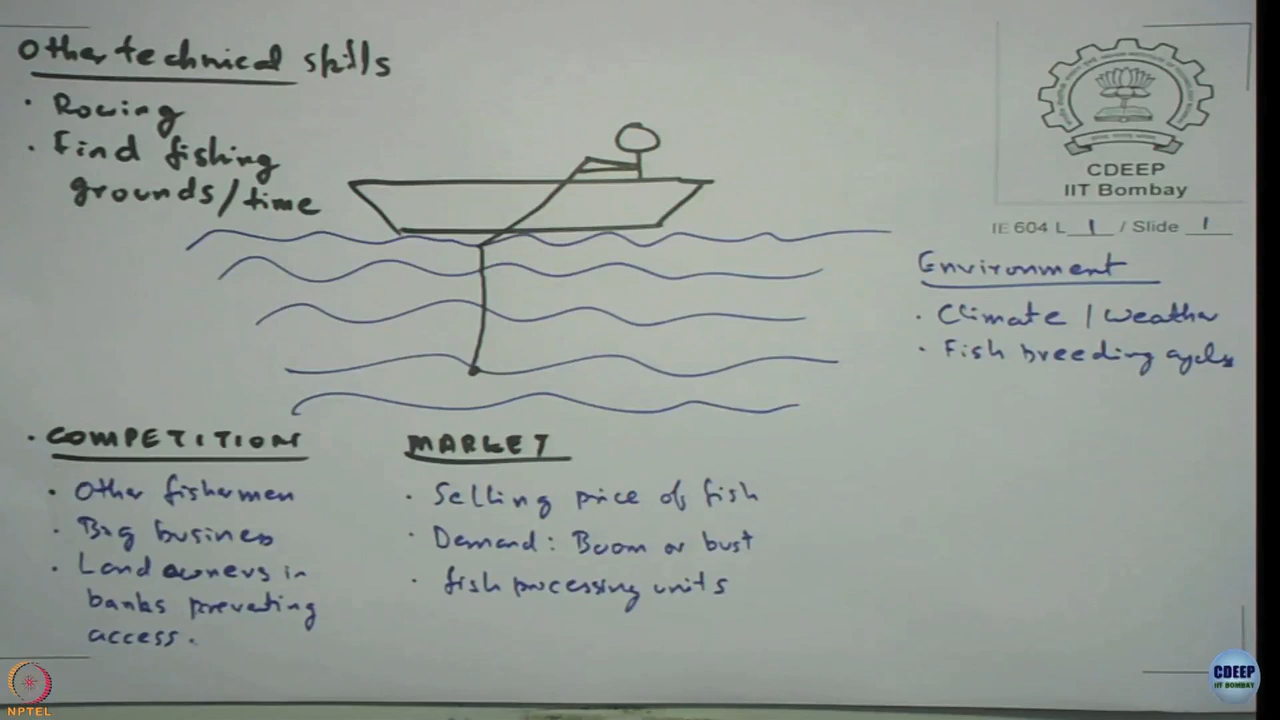 Other technical skills
· Rowing
· Find fishing
grounds/time
CDEEP
IIT Bombay
IE 604 L 1 / Slide 1
Environment
· Climate / weather
· Fish breeding cycles
· COMPETITION
· Other fishermen
· Big business
· Land owners in
banks preveting
access.
MARKET
· Selling price of fish
· Demand: Boom or bust
· fish processing units
NPTEL
CDEEP
IIT BOMBAY